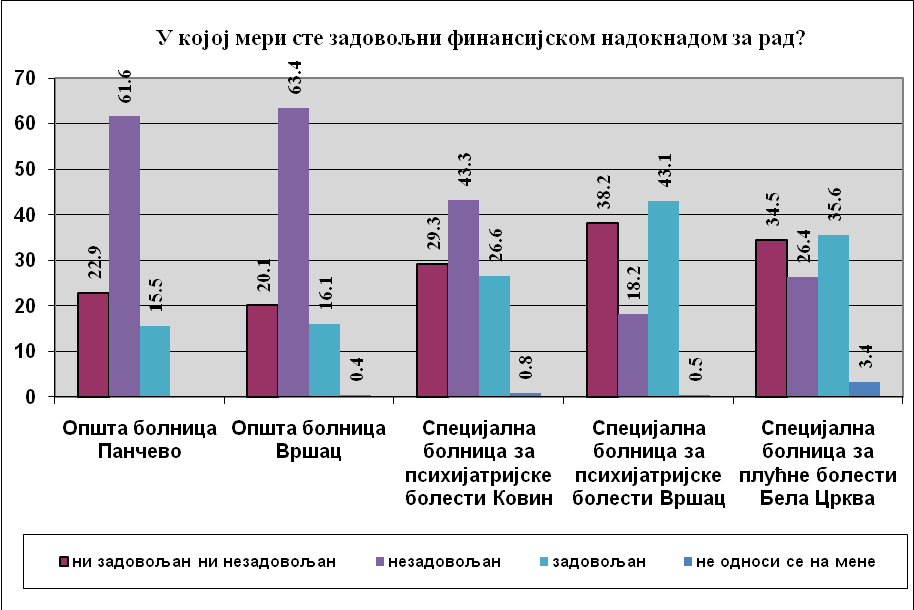 У којој мери сте задовољни финансијском надокнадом за рад?
70
60
50
40
30
20
10
0
22.9
61.6
15.5
20.1
63.4
16.1
0.4
29.3
43.3
26.6
0.8
38.2
18.2
43.1
0.5
34.5
26.4
35.6
3.4
Општа болница
Панчево
Општа болница
Вршац
Специјална
болница за
психијатријске
болести Ковин
Специјална
болница за
психијатријске
болести Вршац
Специјална
болница за
плућне болести
Бела Црква
ни задовољан ни незадовољан
незадовољан
задовољан
не односи се на мене